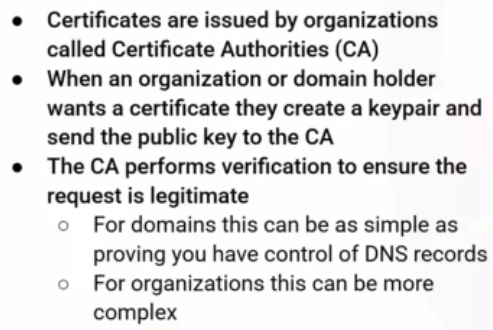 ● Certificates are issued by organizations
called Certificate Authorities (CA)
● When an organization or domain holder
wants a certificate they create a keypair and
send the public key to the CA
● The CA performs verification to ensure the
request is legitimate
○ For domains this can be as simple as
proving you have control of DNS records
○ For organizations this can be more
complex